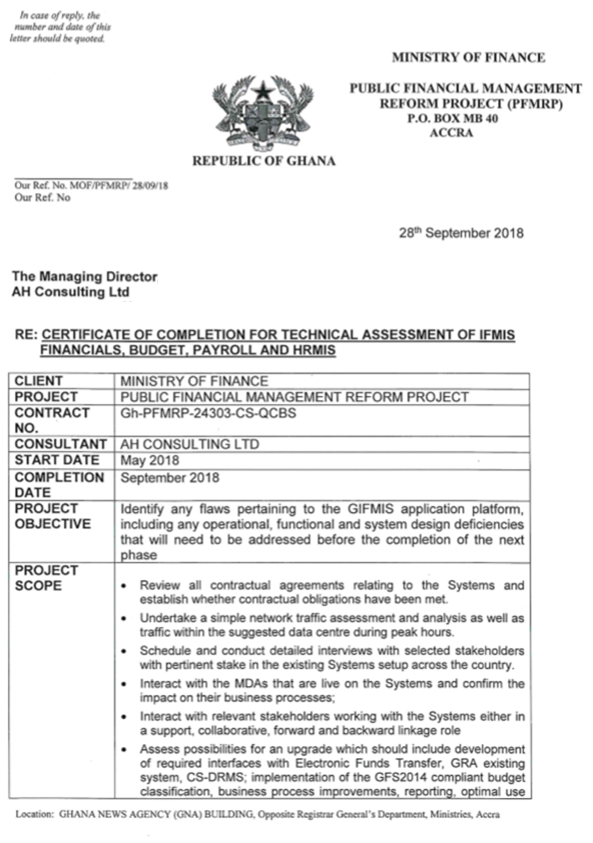 In case of reply, the
number and date of this
letter should be quoted.
MINISTRY OF FINANCE
PUBLIC FINANCIAL MANAGEMENT
REFORM PROJECT (PFMRP)
P.O. BOX MB 40
ACCRA
REPUBLIC OF GHANA
Our Ref. No. MOF/PFMRP/ 28/09/18
Our Ref. No
28th September 2018
The Managing Director
AH Consulting Ltd
RE: CERTIFICATE OF COMPLETION FOR TECHNICAL ASSESSMENT OF IFMIS
FINANCIALS, BUDGET, PAYROLL AND HRMIS
CLIENT MINISTRY OF FINANCE
PROJECT PUBLIC FINANCIAL MANAGEMENT REFORM PROJECT
CONTRACT Gh-PFMRP-24303-CS-QCBS
NO.
CONSULTANT AH CONSULTING LTD
START DATE May 2018
COMPLETION September 2018
DATE
PROJECT Identify any flaws pertaining to the GIFMIS application platform,
OBJECTIVE including any operational, functional and system design deficiencies
that will need to be addressed before the completion of the next
phase
PROJECT
SCOPE • Review all contractual agreements relating to the Systems and
establish whether contractual obligations have been met.
• Undertake a simple network traffic assessment and analysis as well as
traffic within the suggested data centre during peak hours.
• Schedule and conduct detailed interviews with selected stakeholders
with pertinent stake in the existing Systems setup across the country.
• Interact with the MDAs that are live on the Systems and confirm the
impact on their business processes;
• Interact with relevant stakeholders working with the Systems either in
a support, collaborative, forward and backward linkage role
• Assess possibilities for an upgrade which should include development
of required interfaces with Electronic Funds Transfer, GRA existing
system, CS-DRMS; implementation of the GFS2014 compliant budget
classification, business process improvements, reporting, optimal use
Location: GHANA NEWS AGENCY (GNA) BUILDING, Opposite Registrar General's Department, Ministries, Accra